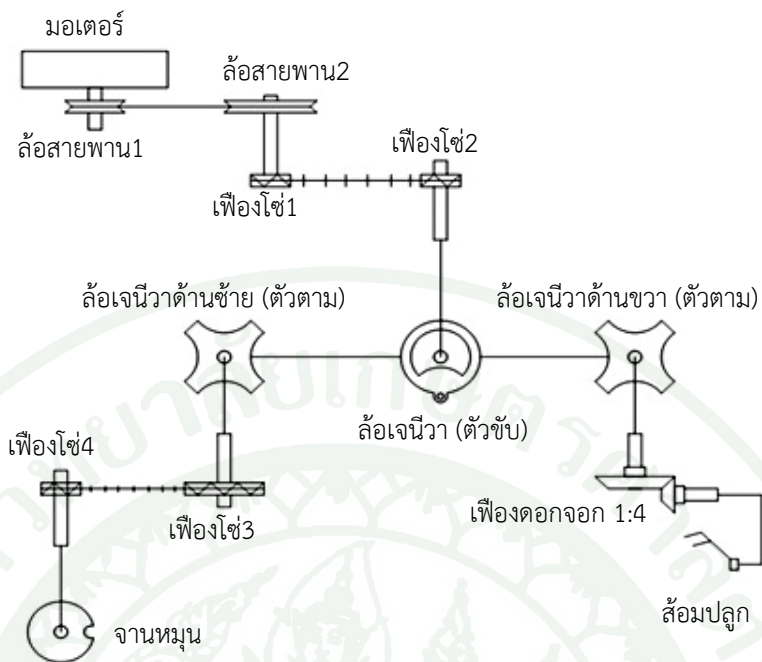 มอเตอร์
ล้อสายพาน2
ล้อสายพาน1
เฟืองโซ่2
เฟืองโซ่1
ล้อเจนีวาด้านซ้าย (ตัวตาม)
ล้อเจนีวาด้านขวา (ตัวตาม)
ล้อเจนีวา (ตัวขับ)
เฟืองโซ่4
เฟืองโซ่3
เฟืองดอกจอก 1:4
ส้อมปลูก
จานหมุน